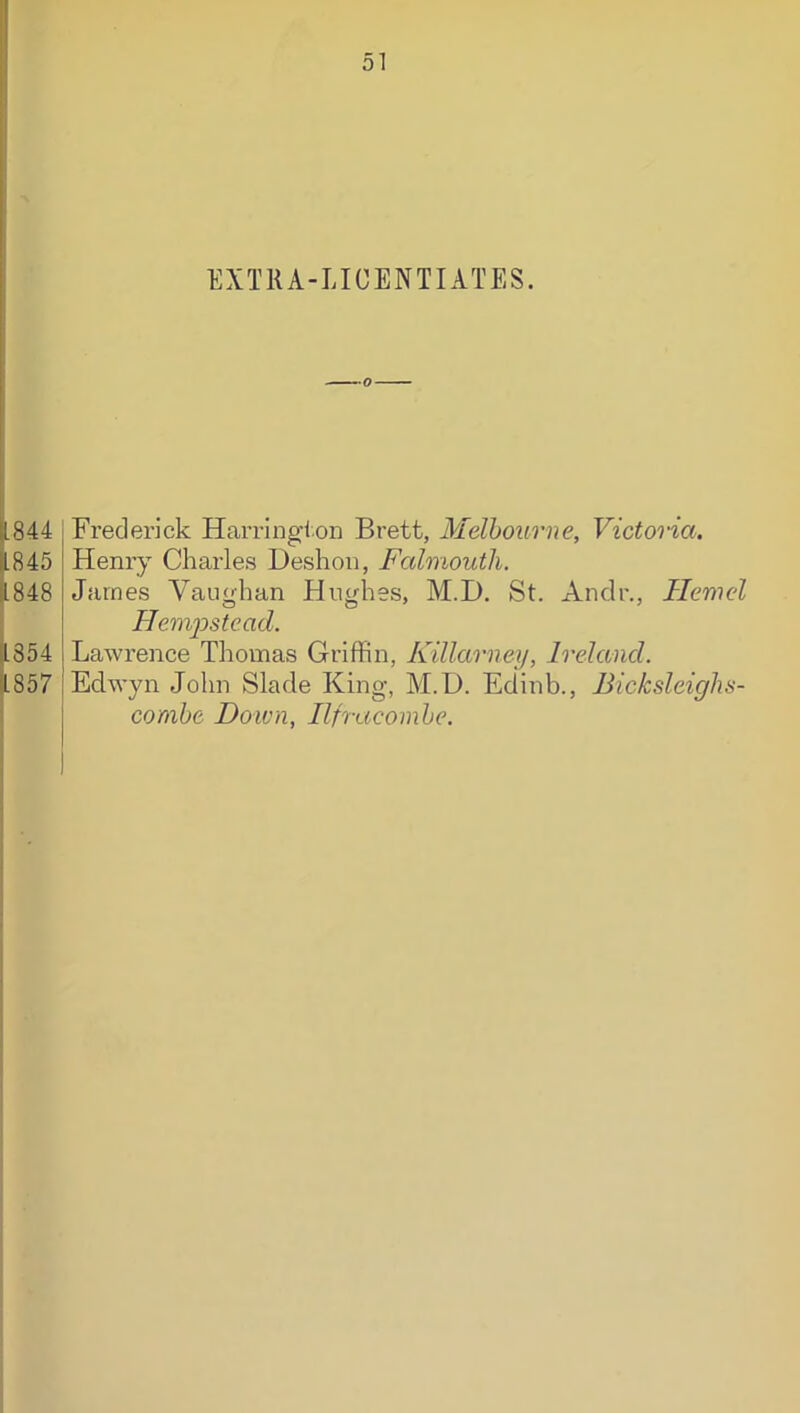 51
EXTRA-LICENTIATES.
1844 Frederick Harrington Brett, Melbourne, Victoria.
1845 Henry Charles Deshon, Falmouth.
1848 James Vaughan Hughes, M.D. St. Andr., Hemel
Hempstead.
1854 Lawrence Thomas Griffin, Killarney, Ireland.
1857 Edwyn John Slade King, M.D. Edinb., Bicksleighs-
combe Down, Ilfracombe.